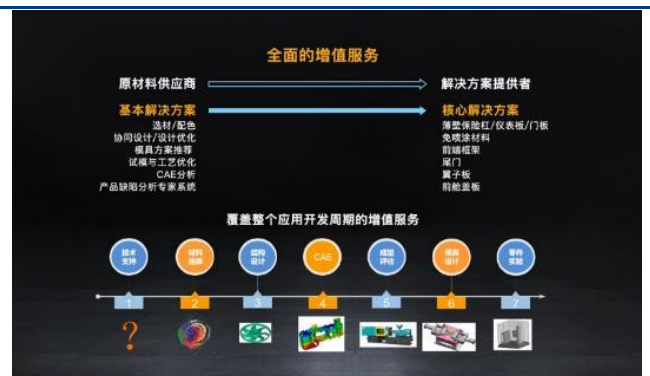 全面的增值服务
原材料供应商
解决方案提供者
基本解决方案
选材/配色
协同设计/设计优化
模具方案推荐
试模与工艺优化
CAE分析
产品缺陷分析专家系统
核心解决方案
薄壁保险杠/仪表板/门板
免喷涂材料
前端框架
尾门
翼子板
前舱盖板
覆盖整个应用开发周期的增值服务
技术
支持
材料
选择
结构
设计
CAE
成型
评估
模具
设计
零件
实验
1
2
3
4
5
6
7
?